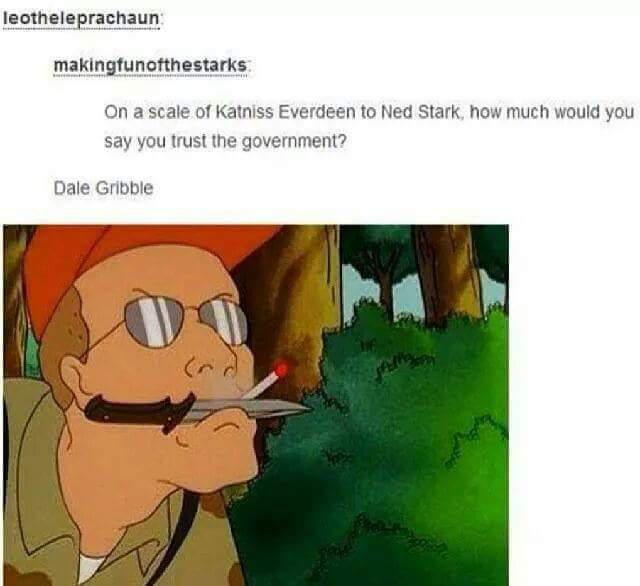 leotheleprachaun:
makingfunofthestarks:
On a scale of Katniss Everdeen to Ned Stark, how much would you
say you trust the government?
Dale Gribble